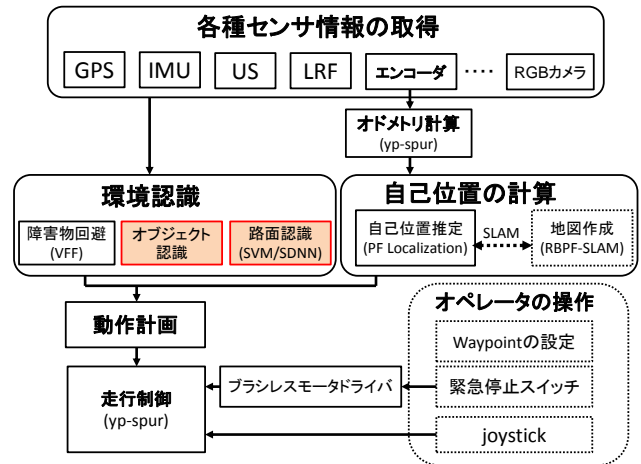 各種センサ情報の取得
GPS
IMU
US
LRF
エンコーダ
‥‥
RGBカメラ
オドメトリ計算
(yp-spur)
環境認識
障害物回避
(VFF)
オブジェクト
認識
路面認識
(SVM/SDNN)
自己位置の計算
自己位置推定
(PF Localization)
SLAM
地図作成
(RBPF-SLAM)
動作計画
走行制御
(yp-spur)
ブラシレスモータドライバ
オペレータの操作
Waypointの設定
緊急停止スイッチ
joystick